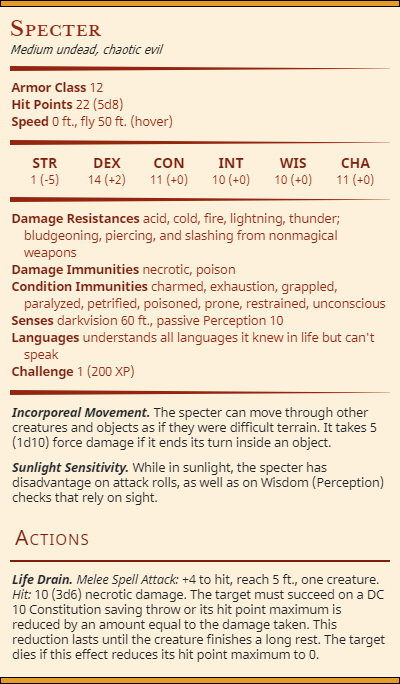 Specter
Medium undead, chaotic evil
Armor Class 12
Hit Points 22 (5d8)
Speed 0 ft., fly 50 ft. (hover)
STR DEX CON INT WIS CHA
1 (-5) 14 (+2) 11 (+0) 10 (+0) 10 (+0) 11 (+0)
Damage Resistances acid, cold, fire, lightning, thunder;
bludgeoning, piercing, and slashing from nonmagical
weapons
Damage Immunities necrotic, poison
Condition Immunities charmed, exhaustion, grappled,
paralyzed, petrified, poisoned, prone, restrained, unconscious
Senses darkvision 60 ft., passive Perception 10
Languages understands all languages it knew in life but can't
speak
Challenge 1 (200 XP)
Incorporeal Movement. The specter can move through other
creatures and objects as if they were difficult terrain. It takes 5
(1d10) force damage if it ends its turn inside an object.
Sunlight Sensitivity. While in sunlight, the specter has
disadvantage on attack rolls, as well as on Wisdom (Perception)
checks that rely on sight.
Actions
Life Drain. Melee Spell Attack: +4 to hit, reach 5 ft., one creature.
Hit: 10 (3d6) necrotic damage. The target must succeed on a DC
10 Constitution saving throw or its hit point maximum is
reduced by an amount equal to the damage taken. This
reduction lasts until the creature finishes a long rest. The target
dies if this effect reduces its hit point maximum to 0.